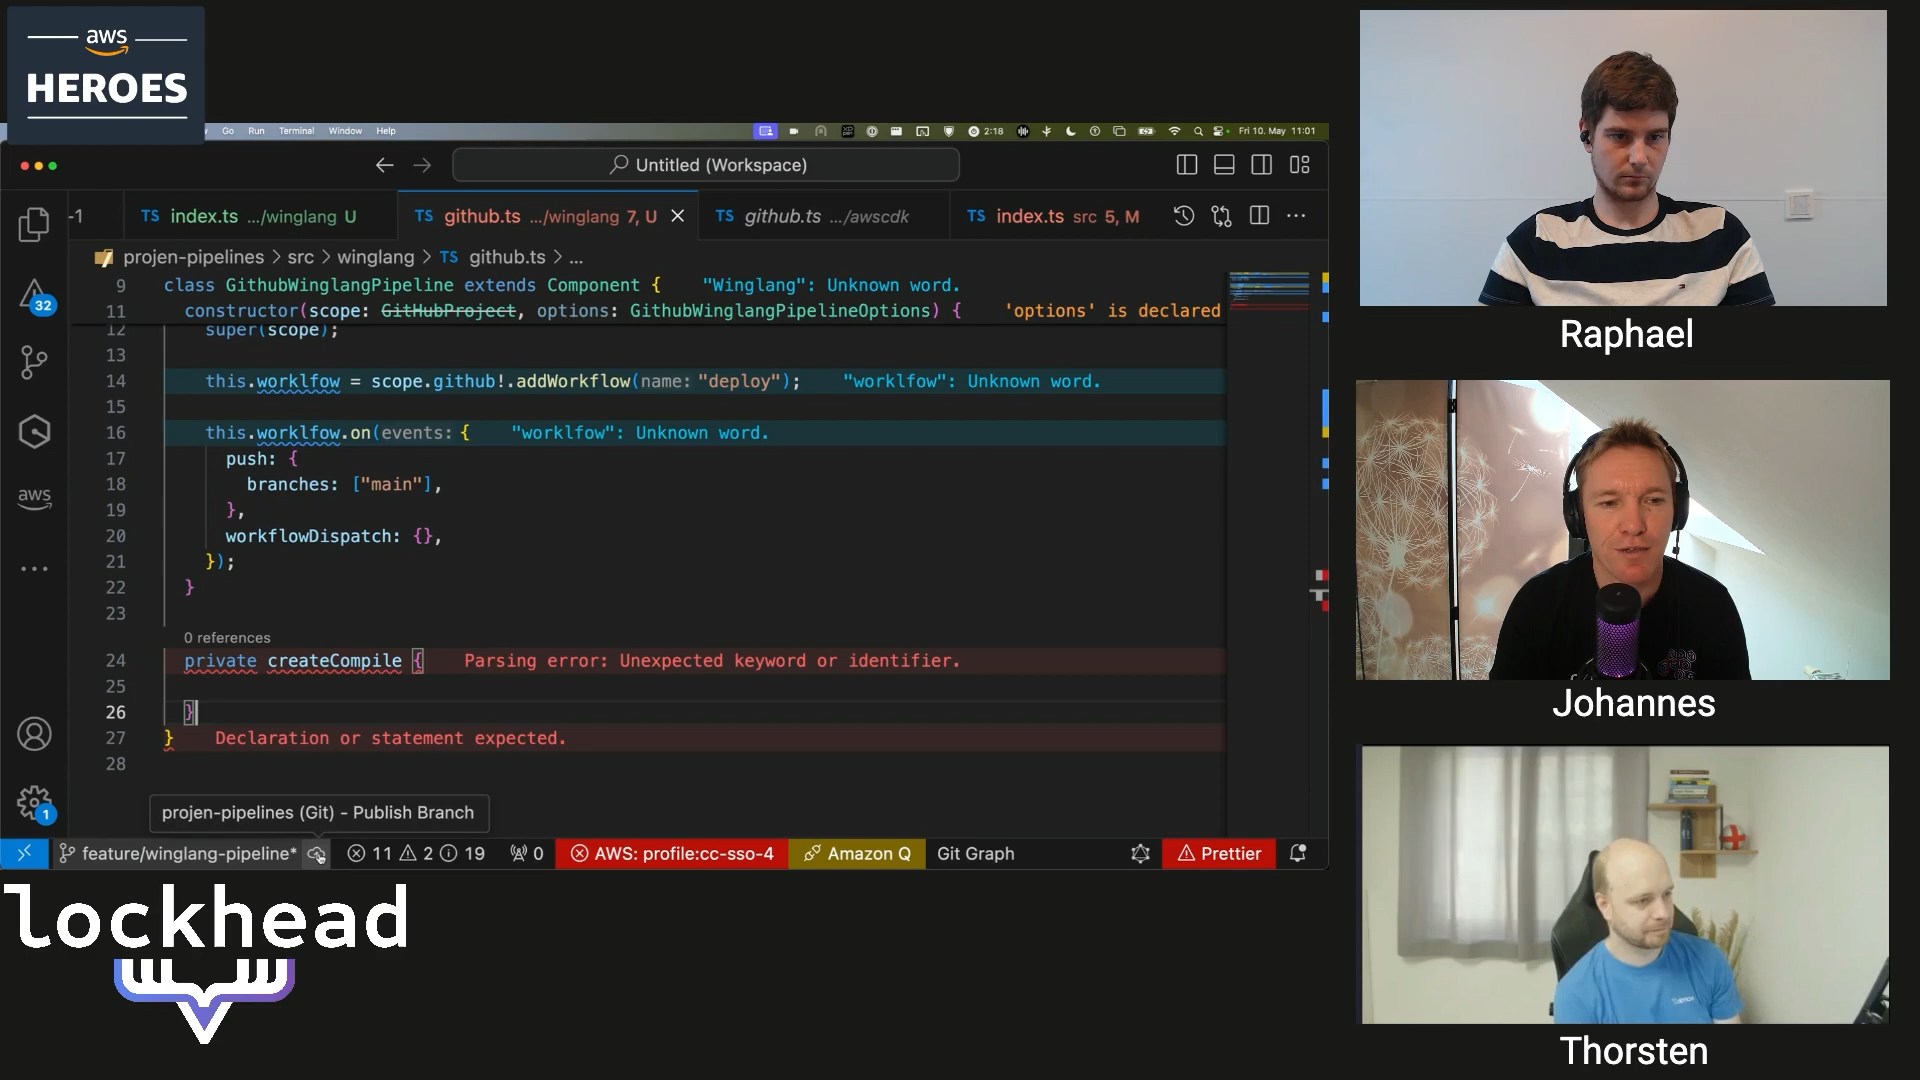 aws
HEROES
Go Run Terminal Window Help
2:18
Fri 10. May 11:01
Untitled (Workspace)
-1
TS index.ts .../winglang U
TS github.ts .../winglang 7, U
TS github.ts .../awscdk
TS index.ts src 5, M
projen-pipelines > src > winglang > TS github.ts > ...
9 class GithubWinglangPipeline extends Component { "Winglang": Unknown word.
11 constructor(scope: GitHubProject, options: GithubWinglangPipelineOptions) { 'options' is declared
12 super(scope);
13
14 this.worklfow = scope.github!.addWorkflow(name: "deploy"); "worklfow": Unknown word.
15
16 this.worklfow.on(events: { "worklfow": Unknown word.
17 push: {
18 branches: ["main"],
19 },
20 workflowDispatch: {},
21 });
22 }
23
0 references
24 private createCompile { Parsing error: Unexpected keyword or identifier.
25
26 }
27 } Declaration or statement expected.
28
32
aws
1
projen-pipelines (Git) - Publish Branch
feature/winglang-pipeline* 11 2 19 0 AWS: profile:cc-sso-4 Amazon Q Git Graph Prettier
lockhead
Raphael
Johannes
Thorsten